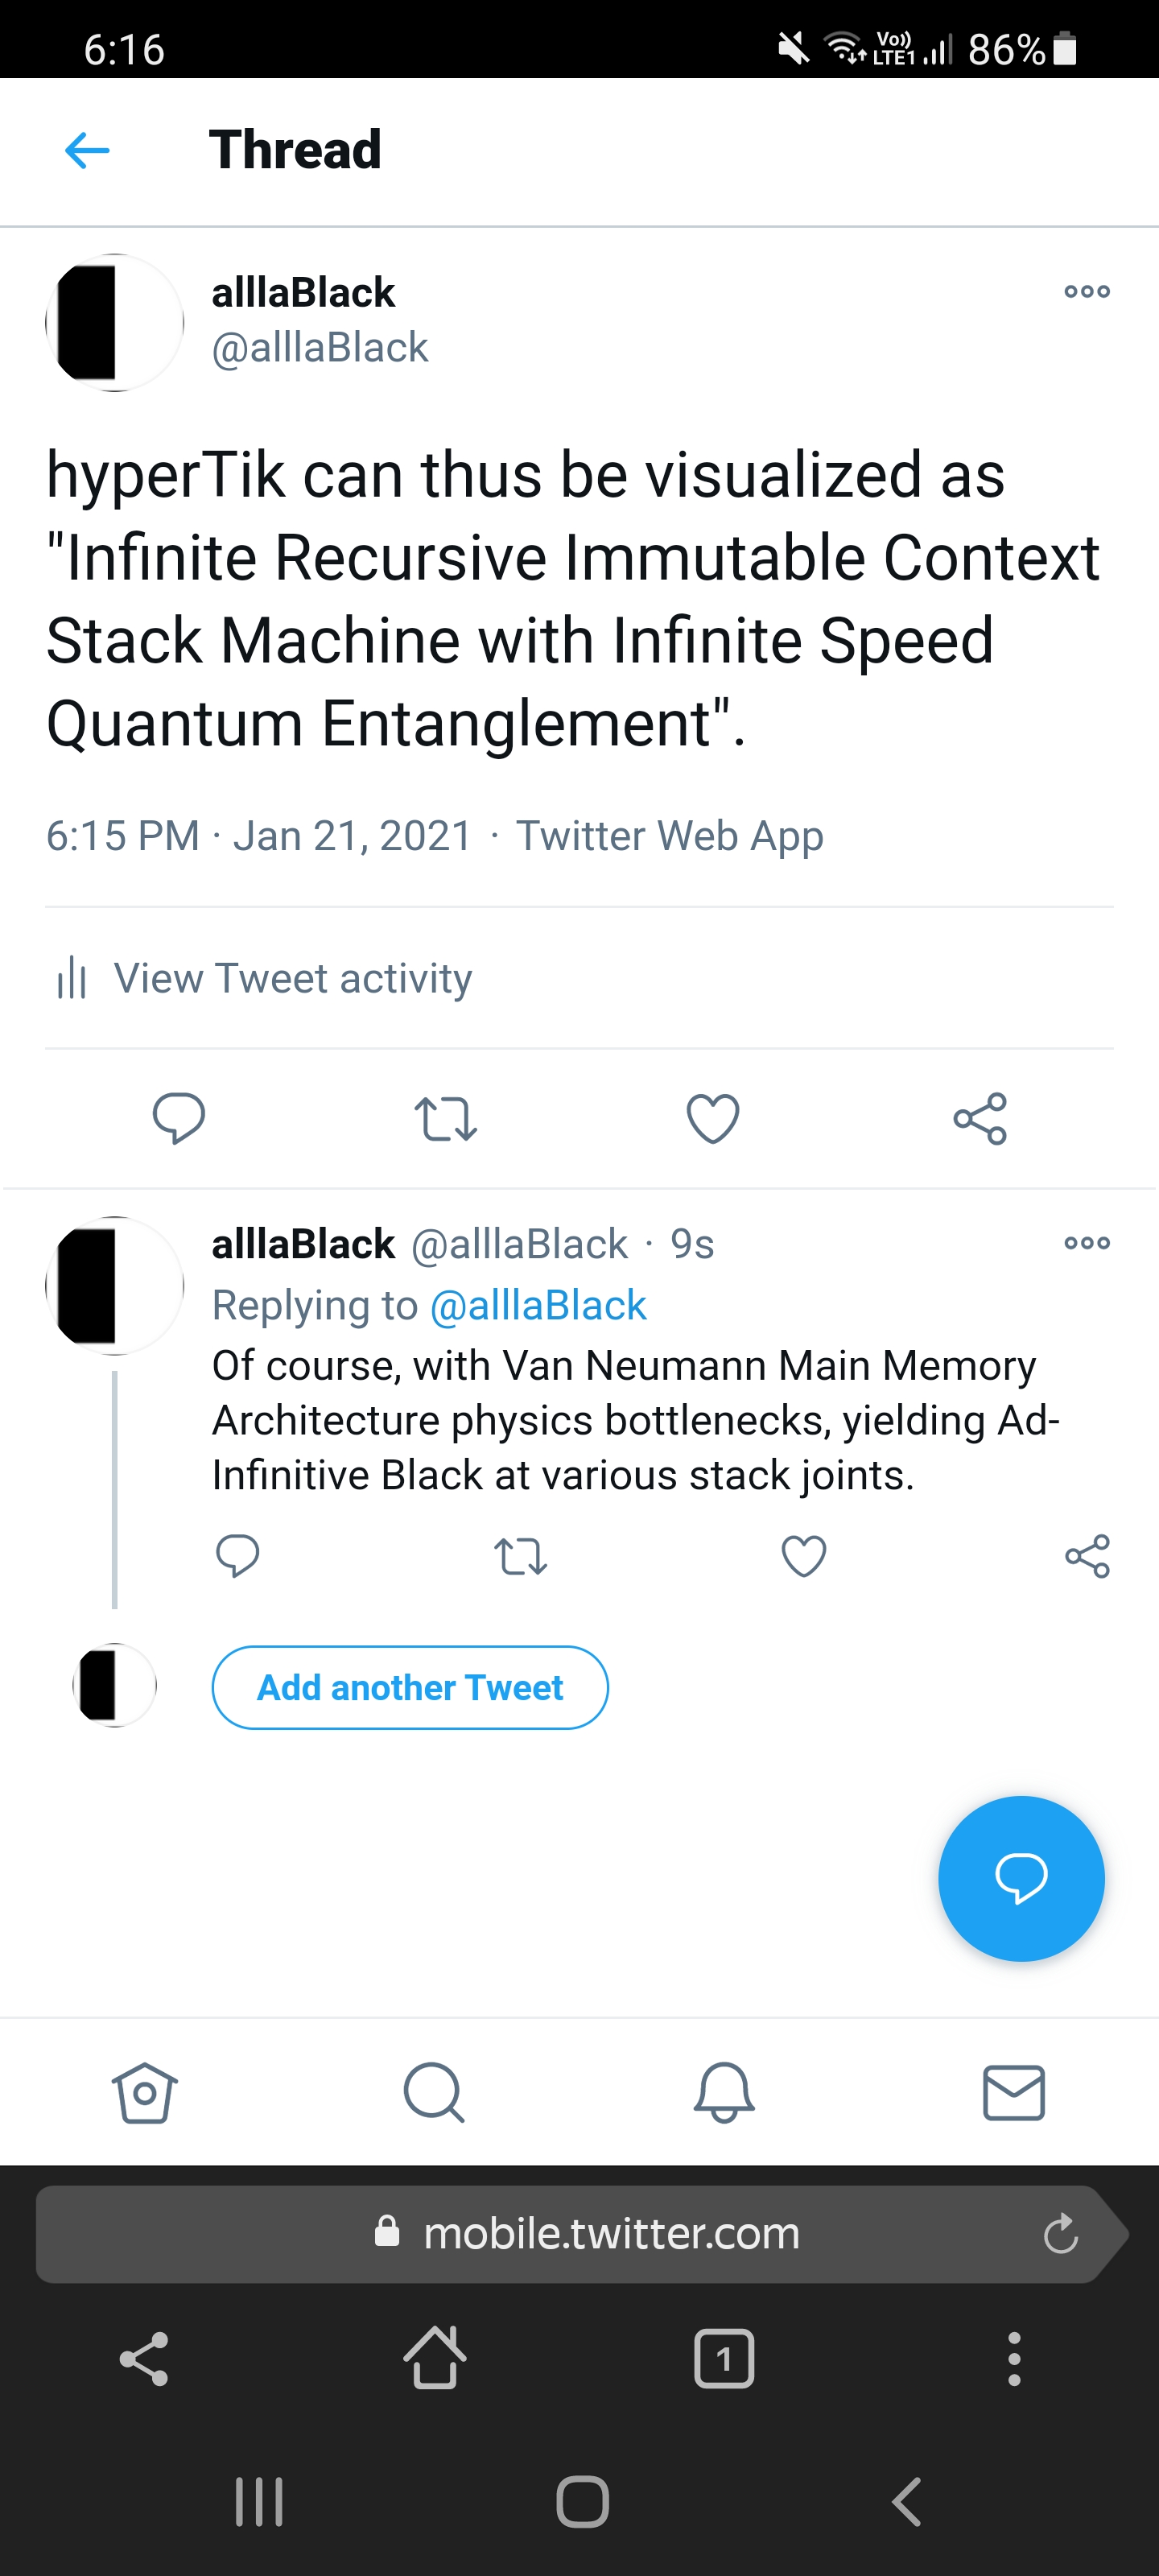 6:16
Vo))
LTE1
86%
Thread
alllaBlack
@alllaBlack
hyperTik can thus be visualized as
"Infinite Recursive Immutable Context
Stack Machine with Infinite Speed
Quantum Entanglement".
6:15 PM · Jan 21, 2021 · Twitter Web App
View Tweet activity
alllaBlack @alllaBlack · 9s
Replying to @alllaBlack
Of course, with Van Neumann Main Memory
Architecture physics bottlenecks, yielding Ad-
Infinitive Black at various stack joints.
Add another Tweet
mobile.twitter.com
1